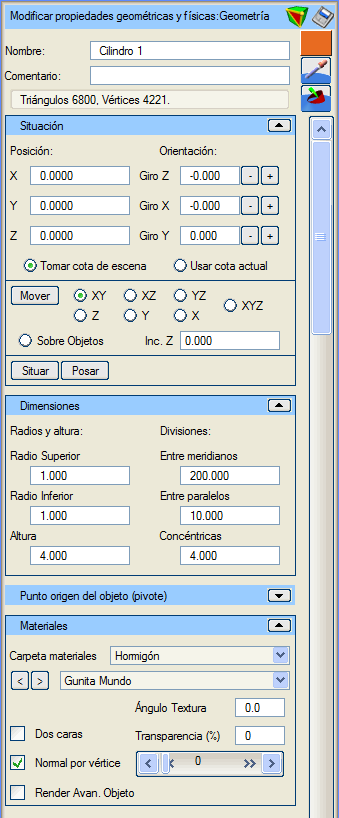 Modificar propiedades geométricas y físicas:Geometría
Nombre: Cilindro 1
Comentario:
Triángulos 6800, Vértices 4221.
Situación
Posición: Orientación:
X 0.0000 Giro Z -0.000 - +
Y 0.0000 Giro X -0.000 - +
Z 0.0000 Giro Y 0.000 - +
Tomar cota de escena Usar cota actual
Mover XY XZ YZ XYZ
Z Y X
Sobre Objetos Inc. Z 0.000
Situar Posar
Dimensiones
Radios y altura: Divisiones:
Radio Superior Entre meridianos
1.000 200.000
Radio Inferior Entre paralelos
1.000 10.000
Altura Concéntricas
4.000 4.000
Punto origen del objeto (pivote)
Materiales
Carpeta materiales Hormigón
< > Gunita Mundo
Ángulo Textura 0.0
Dos caras Transparencia (%) 0
Normal por vértice 0
Render Avan. Objeto